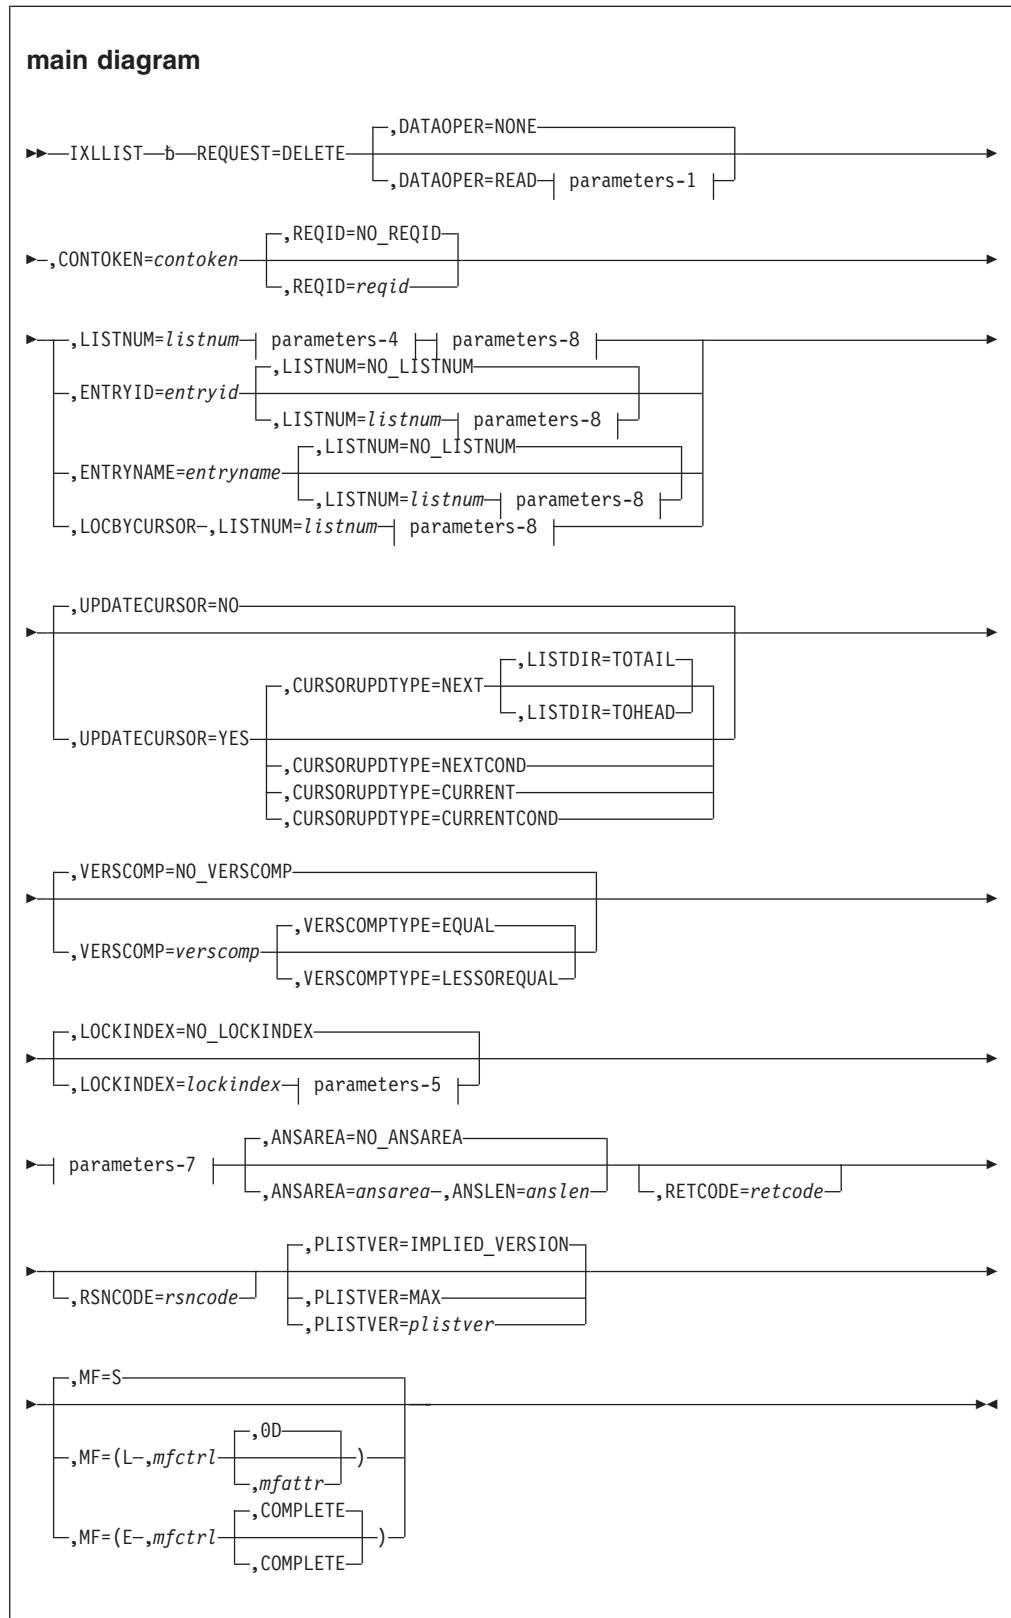 main diagram
,DATAOPER=NONE
IXLLIST ␢ REQUEST=DELETE
,DATAOPER=READ parameters-1
,REQID=NO_REQID
,CONTOKEN=contoken
,REQID=reqid
,LISTNUM=listnum parameters-4 parameters-8
,LISTNUM=NO_LISTNUM
,ENTRYID=entryid
,LISTNUM=listnum parameters-8
,LISTNUM=NO_LISTNUM
,ENTRYNAME=entryname
,LISTNUM=listnum parameters-8
,LOCBYCURSOR ,LISTNUM=listnum parameters-8
,UPDATECURSOR=NO
,LISTDIR=TOTAIL
,CURSORUPDTYPE=NEXT
,LISTDIR=TOHEAD
,UPDATECURSOR=YES
,CURSORUPDTYPE=NEXTCOND
,CURSORUPDTYPE=CURRENT
,CURSORUPDTYPE=CURRENTCOND
,VERSCOMP=NO_VERSCOMP
,VERSCOMPTYPE=EQUAL
,VERSCOMP=verscomp
,VERSCOMPTYPE=LESSOREQUAL
,LOCKINDEX=NO_LOCKINDEX
,LOCKINDEX=lockindex parameters-5
,ANSAREA=NO_ANSAREA
parameters-7
,ANSAREA=ansarea ,ANSLEN=anslen ,RETCODE=retcode
,PLISTVER=IMPLIED_VERSION
,RSNCODE=rsncode
,PLISTVER=MAX
,PLISTVER=plistver
,MF=S
,0D
,MF=(L ,mfctrl )
,mfattr
,COMPLETE
,MF=(E ,mfctrl )
,COMPLETE